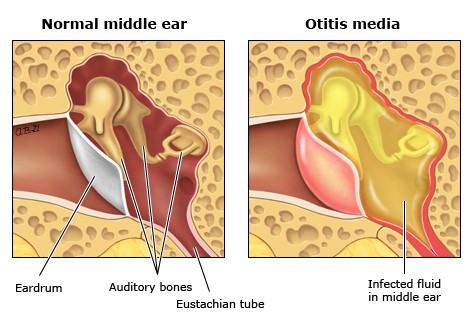 Normal middle ear
Otitis media
Eardrum
Auditory bones
Eustachian tube
Infected fluid
in middle ear